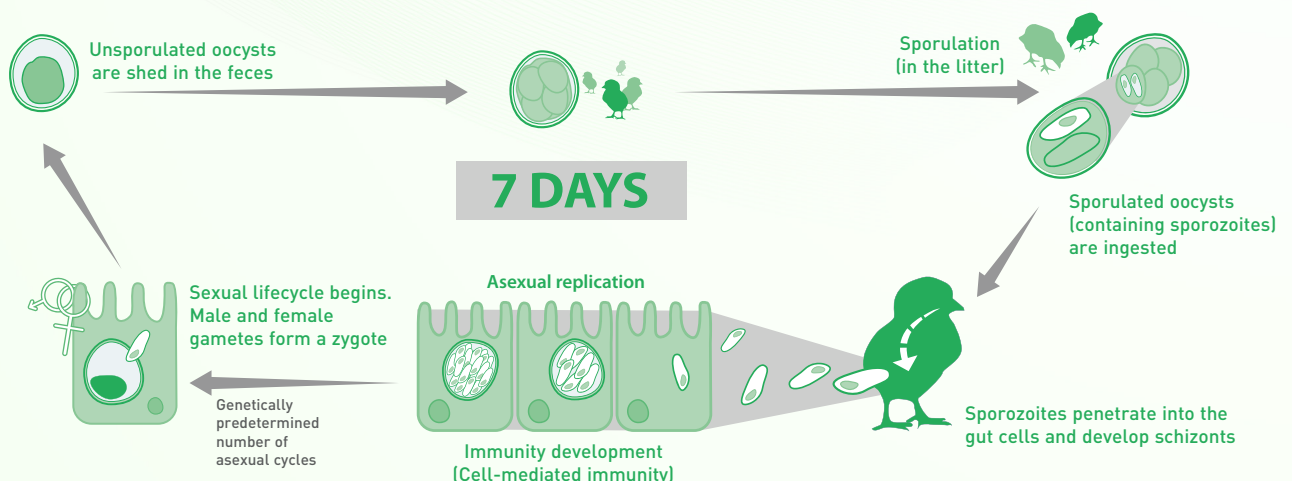 Unsporulated oocysts
are shed in the feces
Sporulation
(in the litter)
7 DAYS
Sporulated oocysts
(containing sporozoites)
are ingested
Sexual lifecycle begins.
Male and female
gametes form a zygote
Asexual replication
Genetically
predetermined
number of
asexual cycles
Immunity development
(Cell-mediated immunity)
Sporozoites penetrate into the
gut cells and develop schizonts